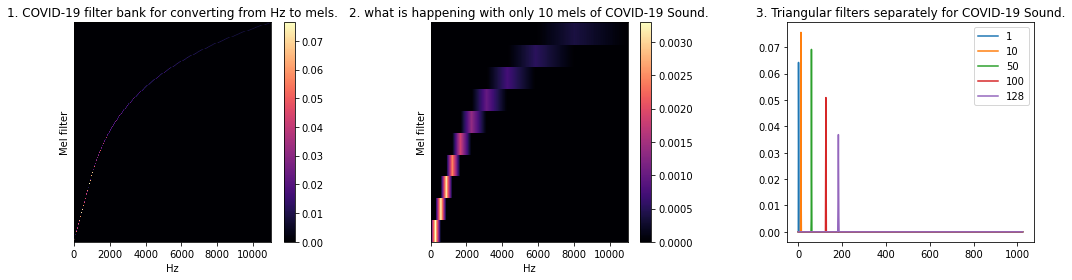 1. COVID-19 filter bank for converting from Hz to mels.
Mel filter
0 2000 4000 6000 8000 10000
Hz
0.07
0.06
0.05
0.04
0.03
0.02
0.01
0.00
2. what is happening with only 10 mels of COVID-19 Sound.
Mel filter
0 2000 4000 6000 8000 10000
Hz
0.0030
0.0025
0.0020
0.0015
0.0010
0.0005
0.0000
3. Triangular filters separately for COVID-19 Sound.
0.07
0.06
0.05
0.04
0.03
0.02
0.01
0.00
0 200 400 600 800 1000
1
10
50
100
128